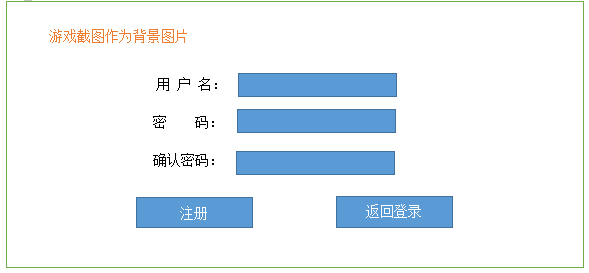 游戏截图作为背景图片
用 户 名：
密 码：
确认密码：
注册 返回登录